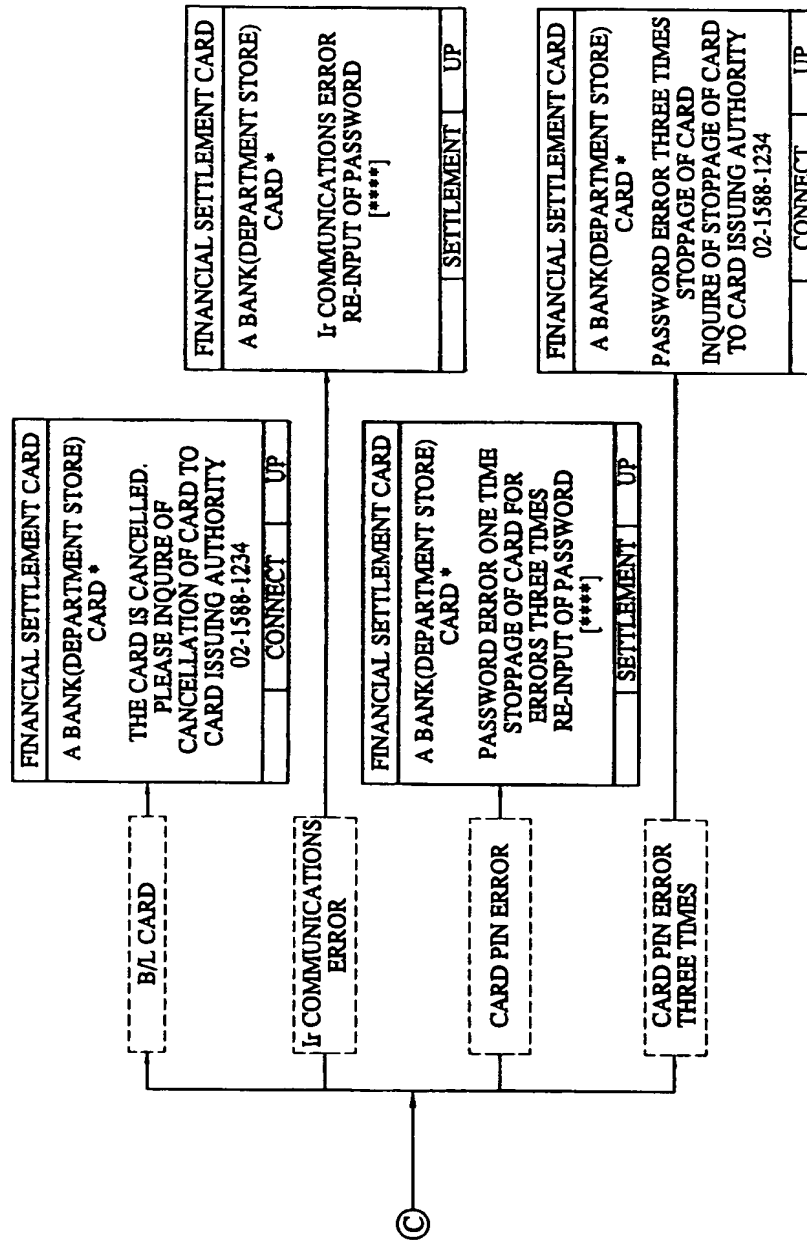 ©
B/L CARD
FINANCIAL SETTLEMENT CARD
A BANK(DEPARTMENT STORE)
CARD *
THE CARD IS CANCELLED.
PLEASE INQUIRE OF
CANCELLATION OF CARD TO
CARD ISSUING AUTHORITY
02-1588-1234
CONNECT UP
Ir COMMUNICATIONS
ERROR
FINANCIAL SETTLEMENT CARD
A BANK(DEPARTMENT STORE)
CARD *
Ir COMMUNICATIONS ERROR
RE-INPUT OF PASSWORD
[****]
SETTLEMENT UP
CARD PIN ERROR
FINANCIAL SETTLEMENT CARD
A BANK(DEPARTMENT STORE)
CARD *
PASSWORD ERROR ONE TIME
STOPPAGE OF CARD FOR
ERRORS THREE TIMES
RE-INPUT OF PASSWORD
[****]
SETTLEMENT UP
CARD PIN ERROR
THREE TIMES
FINANCIAL SETTLEMENT CARD
A BANK(DEPARTMENT STORE)
CARD *
PASSWORD ERROR THREE TIMES
STOPPAGE OF CARD
INQUIRE OF STOPPAGE OF CARD
TO CARD ISSUING AUTHORITY
02-1588-1234
CONNECT UP